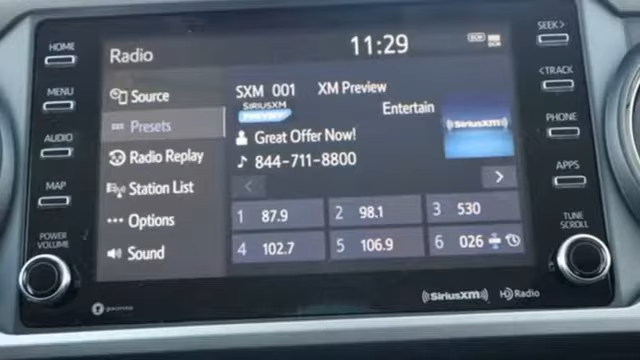 HOME
MENU
AUDIO
MAP
POWER
VOLUME
Radio
11:29
Source
Presets
Radio Replay
Station List
Options
Sound
SXM 001 XM Preview
SIRIUSXM
PREVIEW
Entertain
SiriusXM
Great Offer Now!
844-711-8800
<
>
1 87.9
2 98.1
3 530
4 102.7
5 106.9
6 026
SiriusXM
HD Radio
SEEK>
<TRACK
PHONE
APPS
TUNE
SCROLL